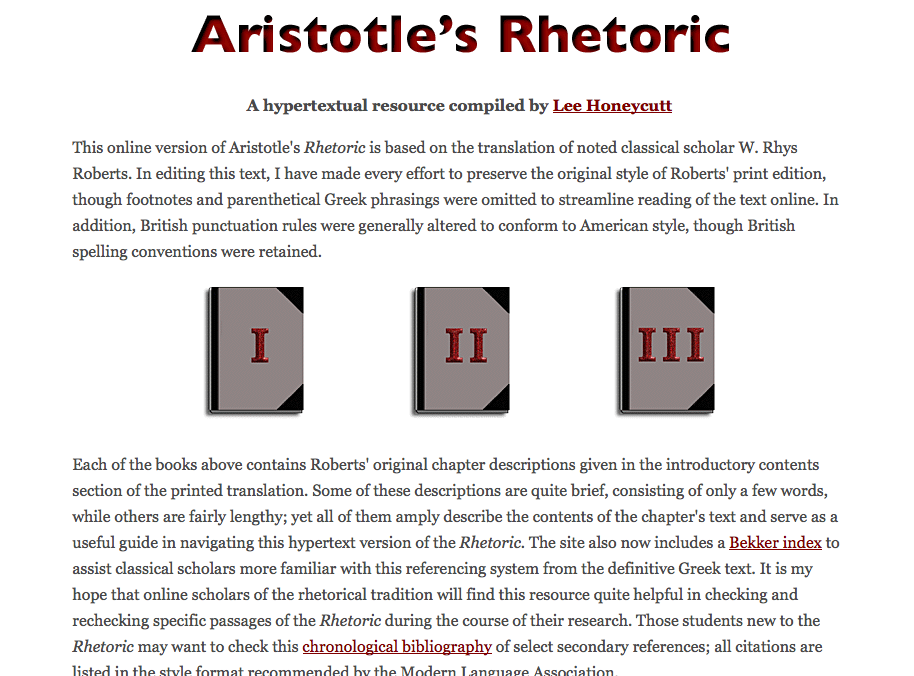 Aristotle’s Rhetoric
A hypertextual resource compiled by Lee Honeycutt
This online version of Aristotle's Rhetoric is based on the translation of noted classical scholar W. Rhys
Roberts. In editing this text, I have made every effort to preserve the original style of Roberts' print edition,
though footnotes and parenthetical Greek phrasings were omitted to streamline reading of the text online. In
addition, British punctuation rules were generally altered to conform to American style, though British
spelling conventions were retained.
I II III
Each of the books above contains Roberts' original chapter descriptions given in the introductory contents
section of the printed translation. Some of these descriptions are quite brief, consisting of only a few words,
while others are fairly lengthy; yet all of them amply describe the contents of the chapter's text and serve as a
useful guide in navigating this hypertext version of the Rhetoric. The site also now includes a Bekker index to
assist classical scholars more familiar with this referencing system from the definitive Greek text. It is my
hope that online scholars of the rhetorical tradition will find this resource quite helpful in checking and
rechecking specific passages of the Rhetoric during the course of their research. Those students new to the
Rhetoric may want to check this chronological bibliography of select secondary references; all citations are
listed in the style format recommended by the Modern Language Association.